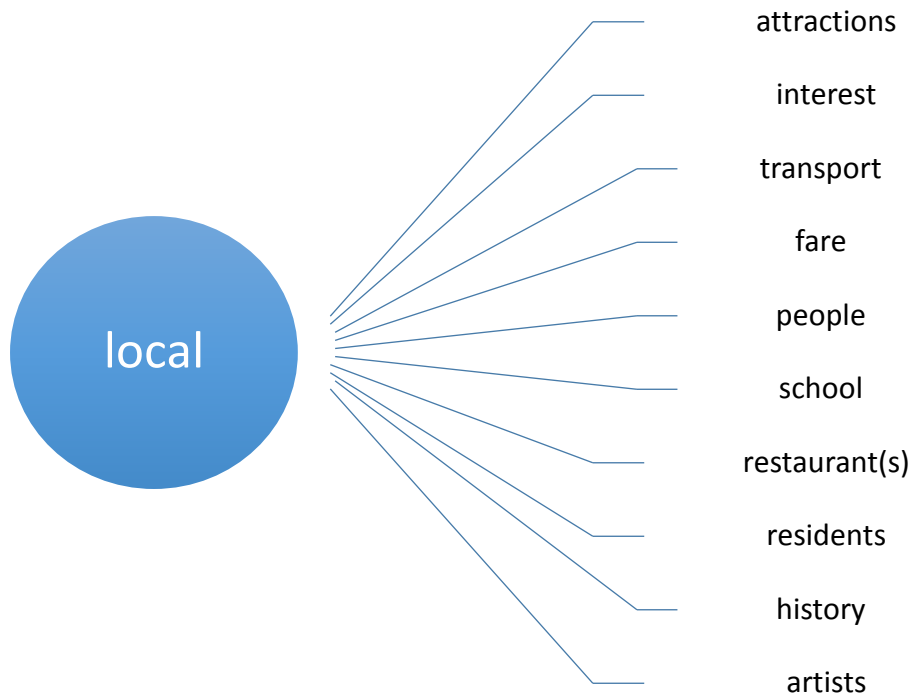 local
attractions
interest
transport
fare
people
school
restaurant(s)
residents
history
artists